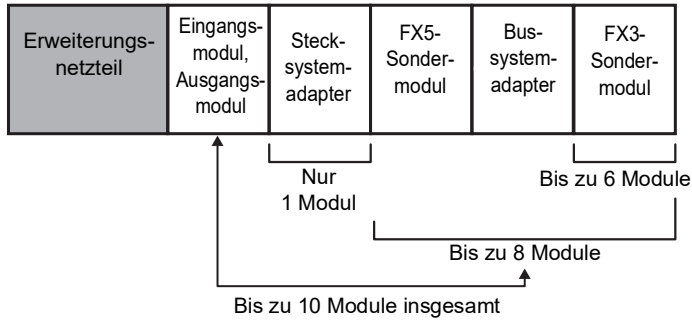 Erweiterungs-
netzteil
Eingangs-
modul,
Ausgangs-
modul
Steck-
system-
adapter
FX5-
Sonder-
modul
Bus-
system-
adapter
FX3-
Sonder-
modul
Nur
1 Modul
Bis zu 6 Module
Bis zu 8 Module
Bis zu 10 Module insgesamt